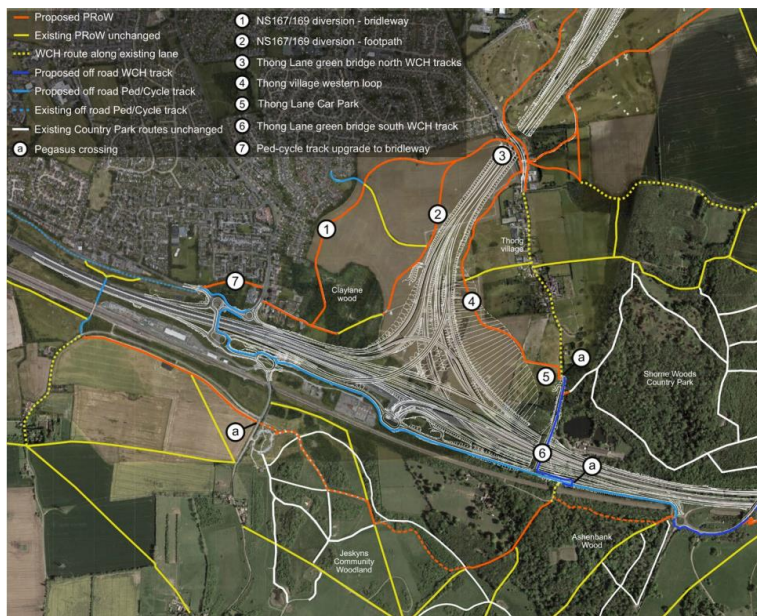 Proposed PRoW
Existing PRoW unchanged
WCH route along existing lane
Proposed off road WCH track
Proposed off road Ped/Cycle track
Existing off road Ped/Cycle track
Existing Country Park routes unchanged
a Pegasus crossing
1 NS167/169 diversion - bridleway
2 NS167/169 diversion - footpath
3 Thong Lane green bridge north WCH tracks
4 Thong village western loop
5 Thong Lane Car Park
6 Thong Lane green bridge south WCH track
7 Ped-cycle track upgrade to bridleway
3
2
1
Thong
village
7
Claylane
wood
4
a
5
Shorne Woods
Country Park
a
6
a
Ashenbank
Wood
Jeskyns
Community
Woodland